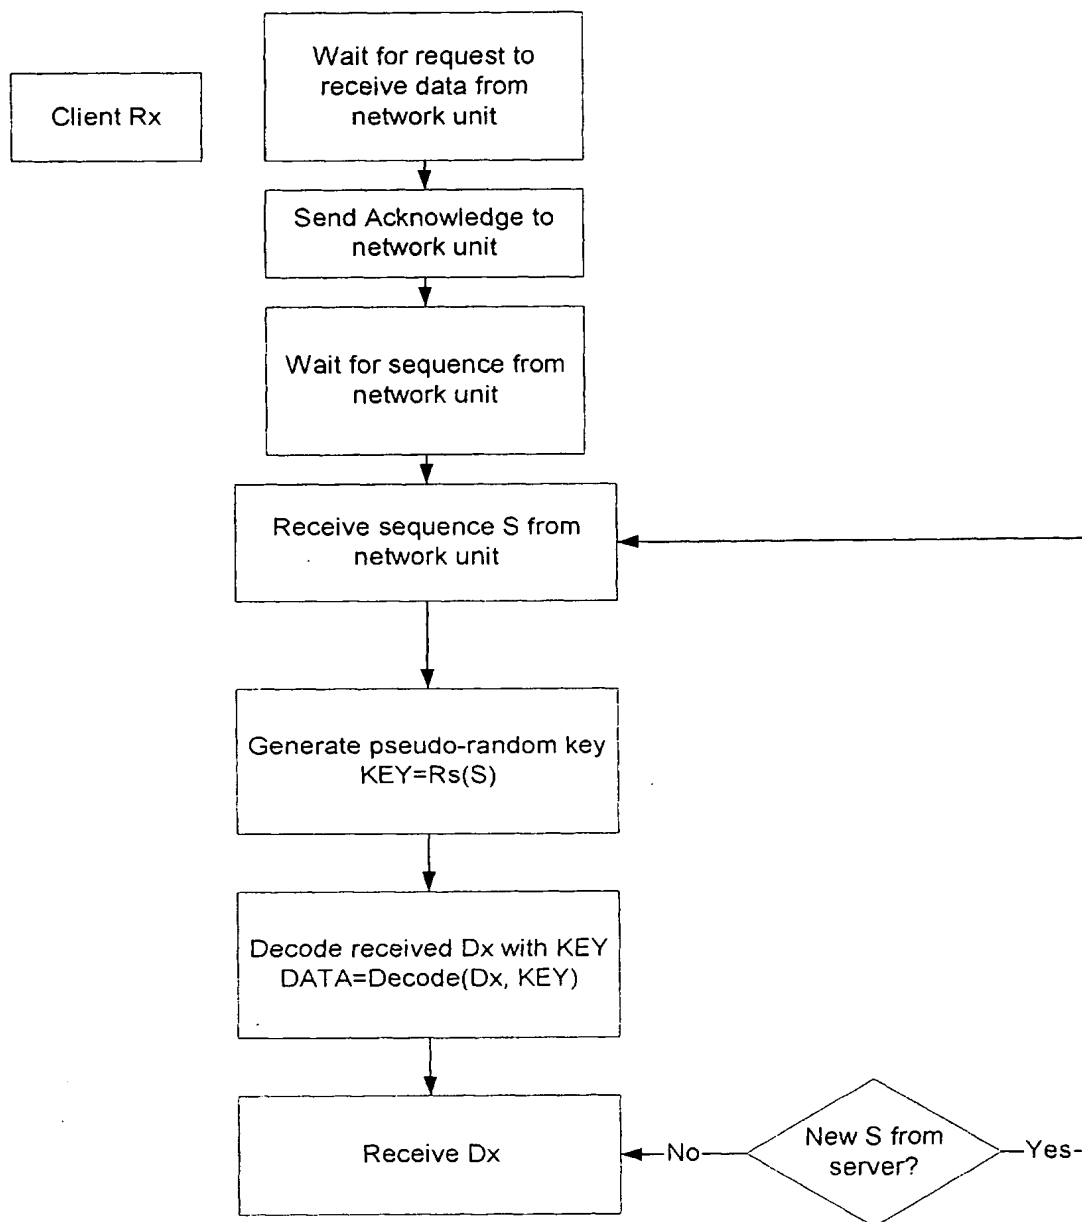 Client Rx
Wait for request to
receive data from
network unit
Send Acknowledge to
network unit
Wait for sequence from
network unit
Receive sequence S from
network unit
Generate pseudo-random key
KEY=Rs(S)
Decode received Dx with KEY
DATA=Decode(Dx, KEY)
Receive Dx
No
New S from
server?
Yes